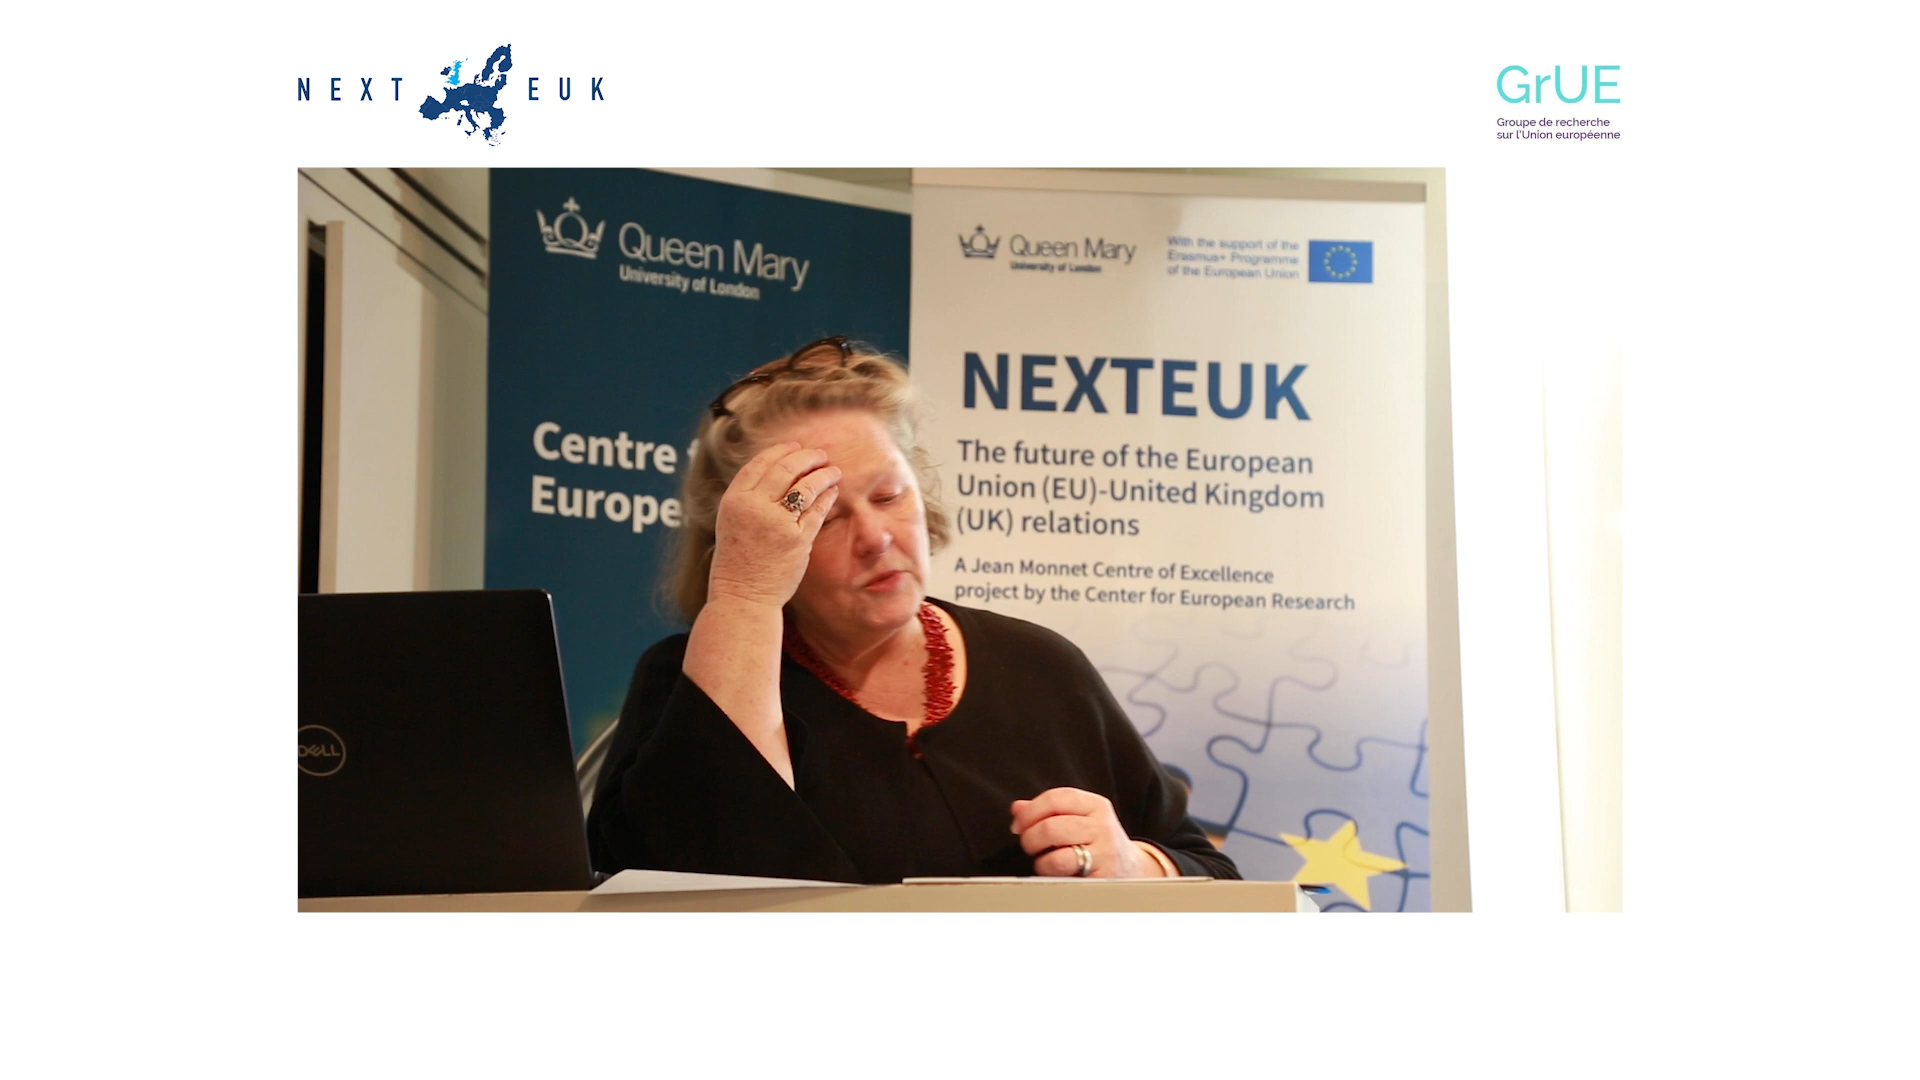 NEXT EUK
GrUE
Groupe de recherche
sur l'Union européenne
Queen Mary
University of London
Centre
Europe
Queen Mary
University of London
With the support of the
Erasmus+ Programme
of the European Union
NEXTEUK
The future of the European
Union (EU)-United Kingdom
(UK) relations
A Jean Monnet Centre of Excellence
project by the Center for European Research
DELL